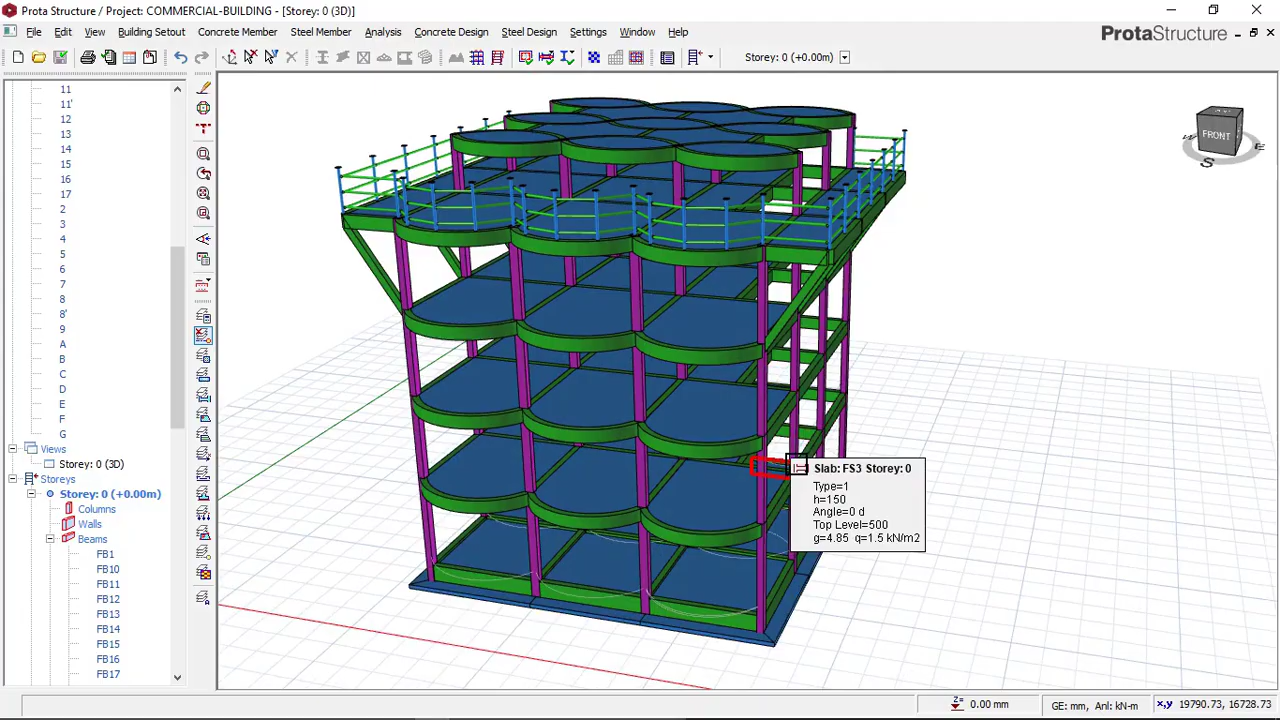 Prota Structure / Project: COMMERCIAL-BUILDING - [Storey: 0 (3D)]
File Edit View Building Setout Concrete Member Steel Member Analysis Concrete Design Steel Design Settings Window Help
ProtaStructure
Storey: 0 (+0.00m)
11
11'
12
13
14
15
16
17
2
3
4
5
6
7
8
8'
9
A
B
C
D
E
F
G
Views
Storey: 0 (3D)
Storeys
Storey: 0 (+0.00m)
Columns
Walls
Beams
FB1
FB10
FB11
FB12
FB13
FB14
FB15
FB16
FB17
FRONT
S
E
Slab: FS3 Storey: 0
Type=1
h=150
Angle=0 d
Top Level=500
g=4.85 q=1.5 kN/m2
Z= 0.00 mm
GE: mm, Anl: kN-m
x,y 19790.73, 16728.73